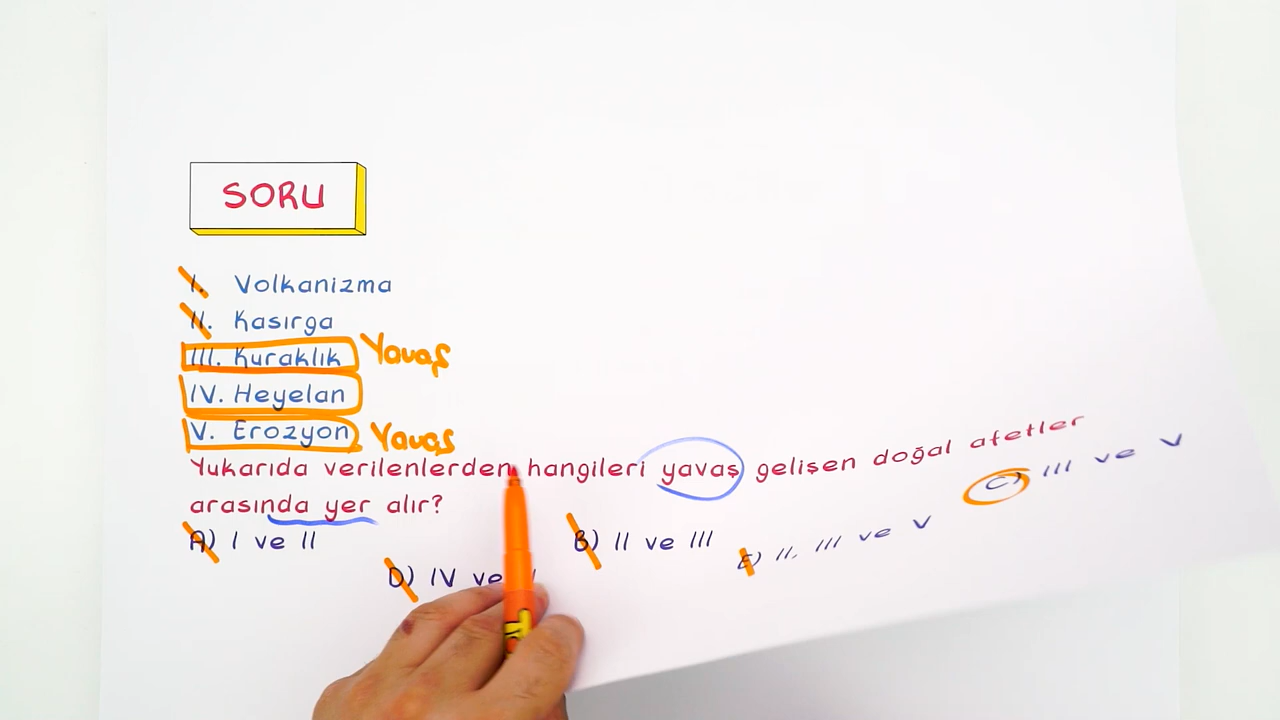 SORU
I. Volkanizma
II. Kasırga
III. Kuraklık Yavaş
IV. Heyelan
V. Erozyon Yavaş
Yukarıda verilenlerden hangileri yavaş gelişen doğal afetler
arasında yer alır?
A) I ve II B) II ve III C) III ve V
D) IV ve E) II, III ve V